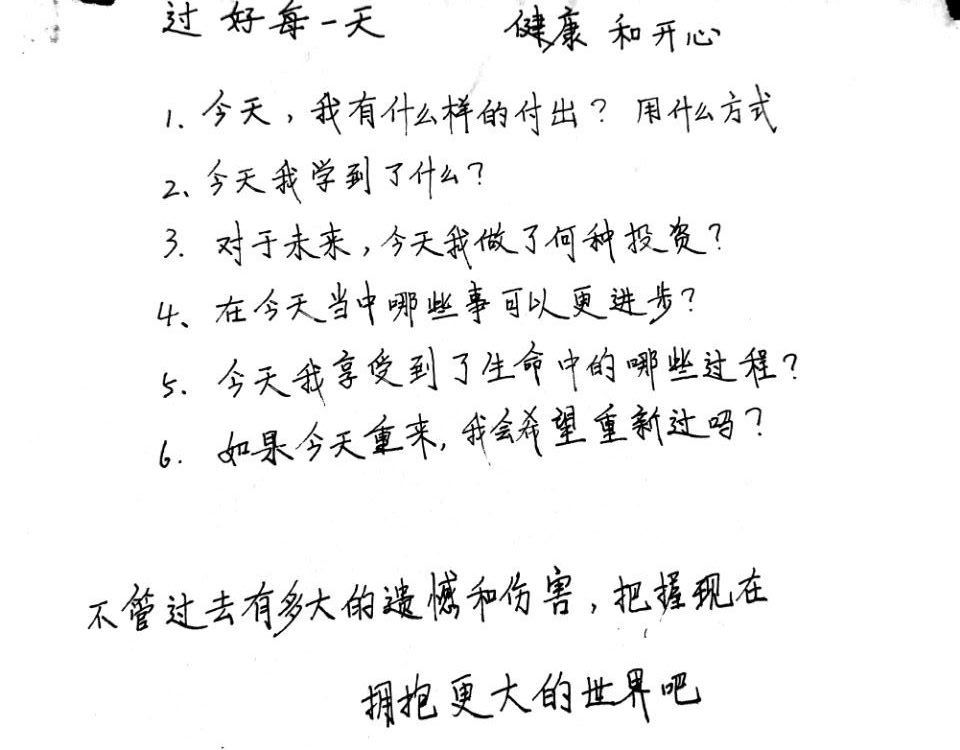 过好每一天 健康和开心
1. 今天，我有什么样的付出？用什么方式
2、今天我学到了什么？
3. 对于未来，今天我做了何种投资？
4、在今天当中哪些事可以更进步？
5. 今天我享受到了生命中的哪些过程？
6. 如果今天重来，我会希望重新过吗？
不管过去有多大的遗憾和伤害，把握现在
拥抱更大的世界吧